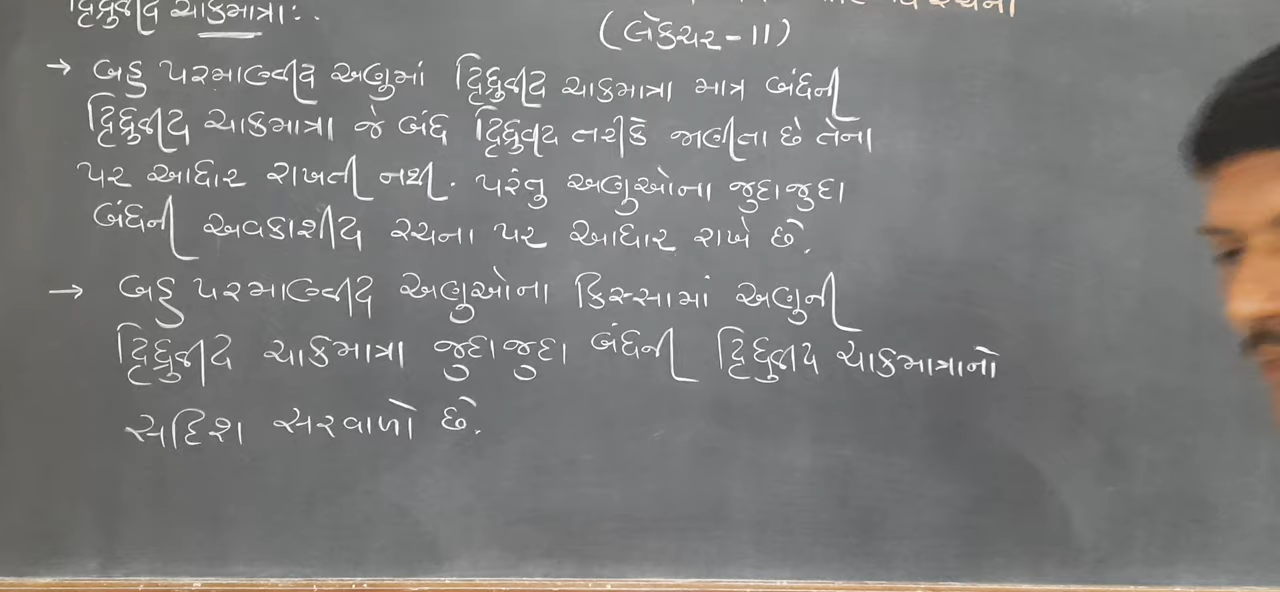 દ્વિધ્રુવીય ચાકમાત્રા:.
રચના
(લેક્ચર-11)
→ બહુ પરમાણ્વીય અણુમાં દ્વિધ્રુવીય ચાકમાત્રા માત્ર બંધની
દ્વિધ્રુવીય ચાકમાત્રા જે બંધ દ્વિધ્રુવીય તરીકે જાણીતા છે તેના
પર આધાર રાખતી નથી. પરંતુ અણુઓના જુદાજુદા
બંધની અવકાશીય રચના પર આધાર રાખે છે.
→ બહુ પરમાણ્વીય અણુઓના કિસ્સામાં અણુની
દ્વિધ્રુવીય ચાકમાત્રા જુદાજુદા બંધની દ્વિધ્રુવીય ચાકમાત્રાનો
સદિશ સરવાળો છે.